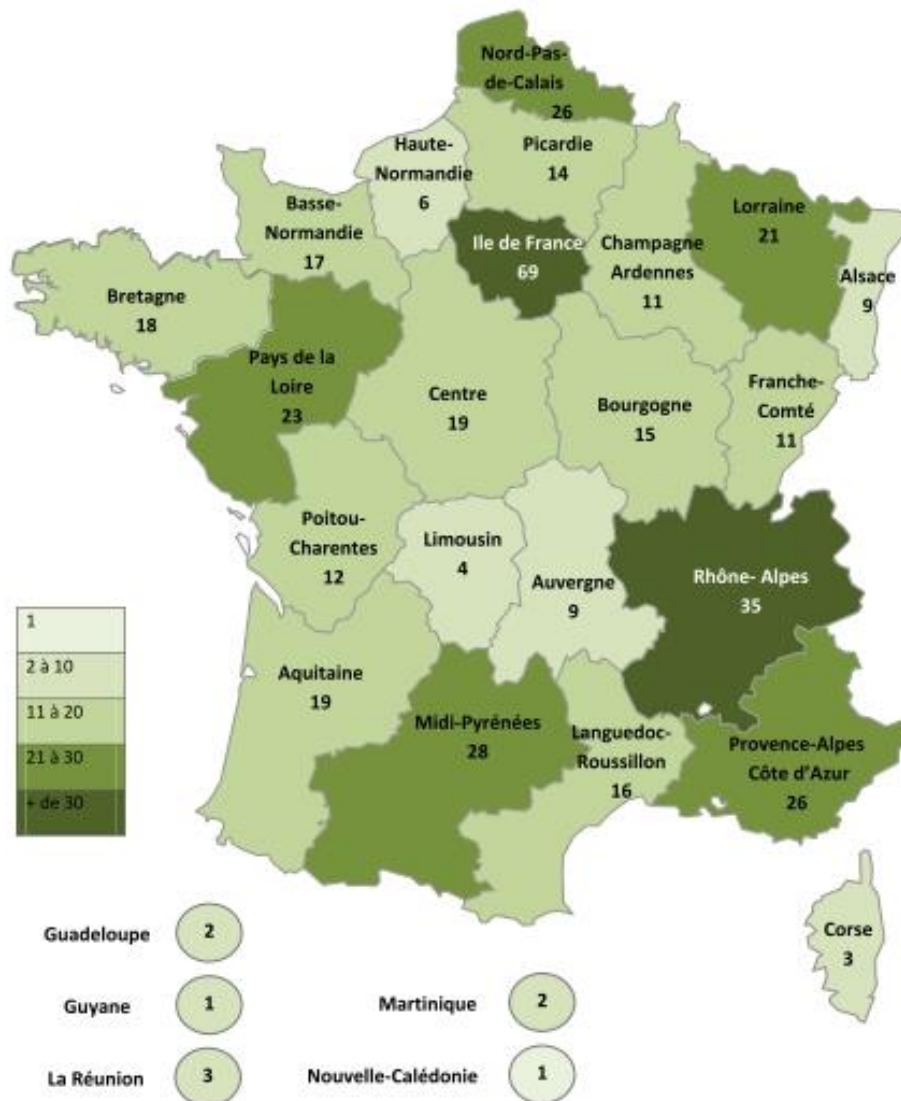 Nord-Pas-
de-Calais
26
Haute-
Normandie
6
Picardie
14
Basse-
Normandie
17
Ile de France
69
Champagne
Ardennes
11
Lorraine
21
Alsace
9
Bretagne
18
Pays de la
Loire
23
Centre
19
Bourgogne
15
Franche-
Comté
11
Poitou-
Charentes
12
Limousin
4
Auvergne
9
Rhône- Alpes
35
1
2 à 10
11 à 20
21 à 30
+ de 30
Aquitaine
19
Midi-Pyrénées
28
Languedoc-
Roussillon
16
Provence-Alpes
Côte d'Azur
26
Corse
3
Guadeloupe 2
Guyane 1
Martinique 2
La Réunion 3
Nouvelle-Calédonie 1